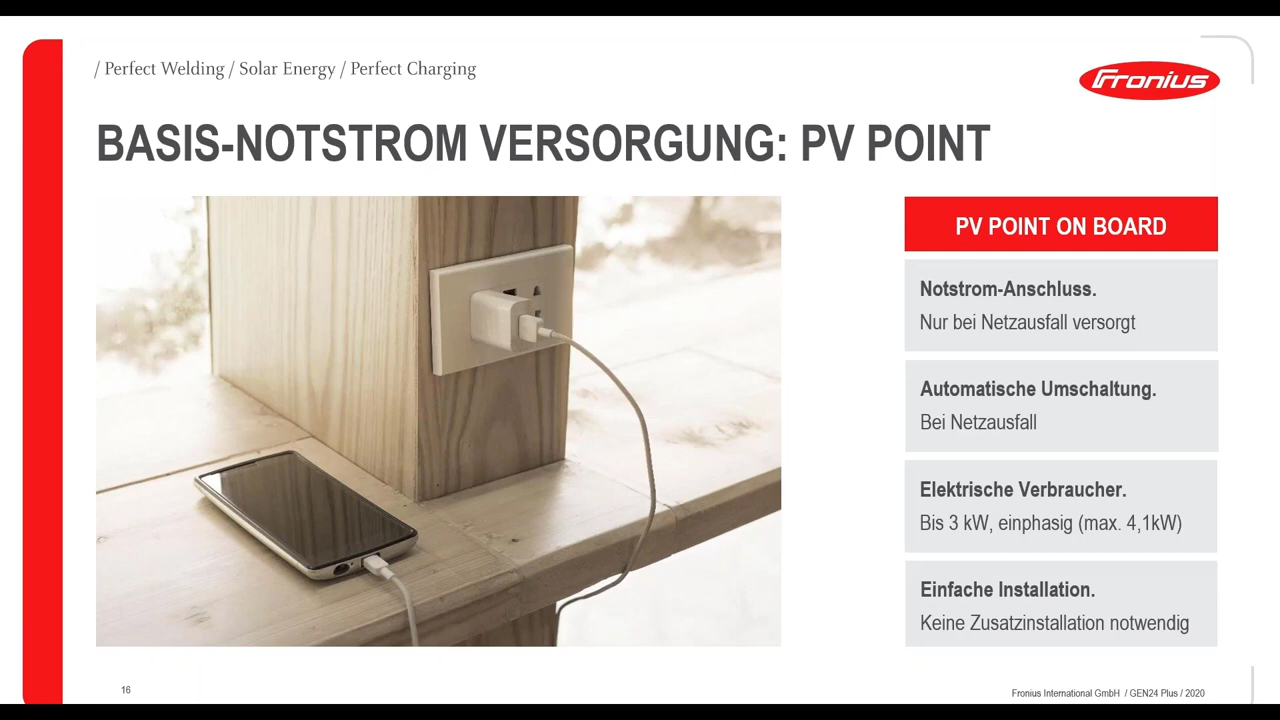 / Perfect Welding / Solar Energy / Perfect Charging
Fronius
BASIS-NOTSTROM VERSORGUNG: PV POINT
PV POINT ON BOARD
Notstrom-Anschluss.
Nur bei Netzausfall versorgt
Automatische Umschaltung.
Bei Netzausfall
Elektrische Verbraucher.
Bis 3 kW, einphasig (max. 4,1kW)
Einfache Installation.
Keine Zusatzinstallation notwendig
16
Fronius International GmbH / GEN24 Plus / 2020